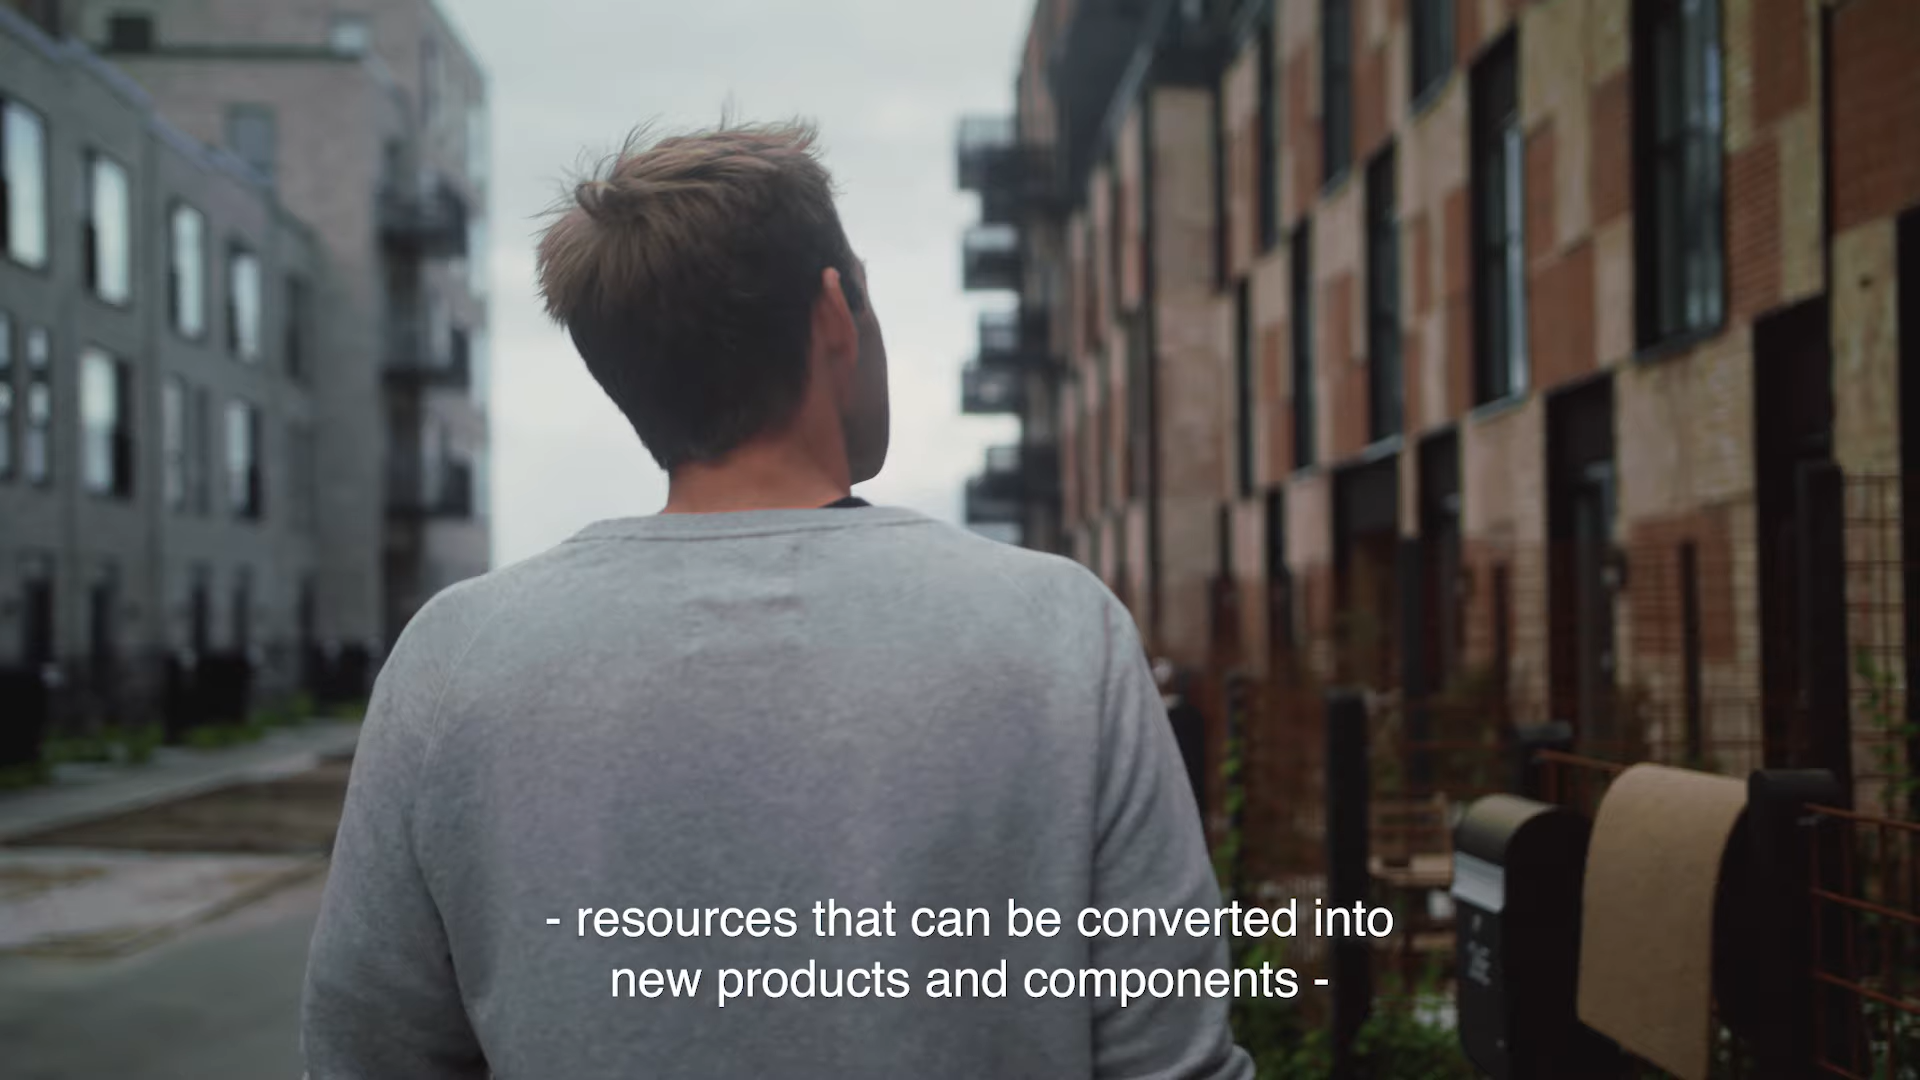 - resources that can be converted into
new products and components -